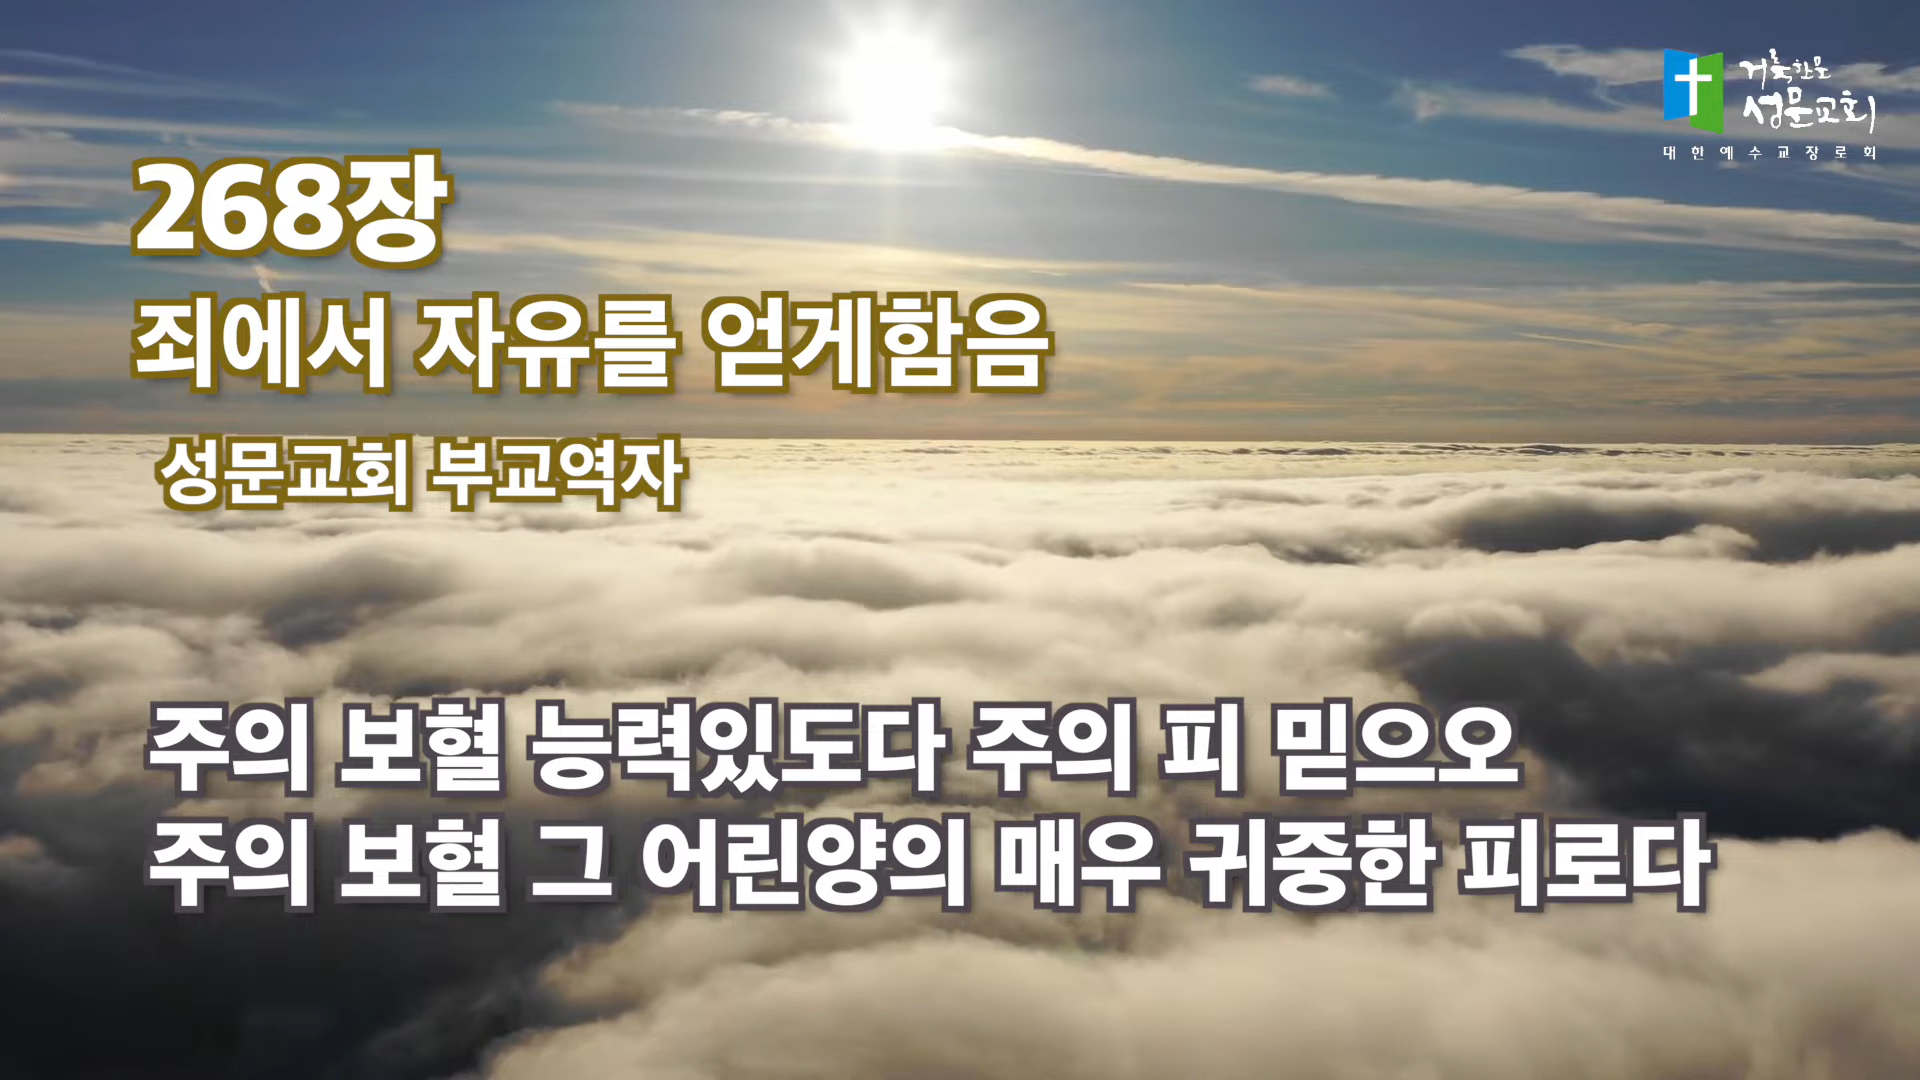 거룩한문
성문교회
대한예수교장로회
268장
죄에서 자유를 얻게함음
성문교회 부교역자
주의 보혈 능력있도다 주의 피 믿으오
주의 보혈 그 어린양의 매우 귀중한 피로다